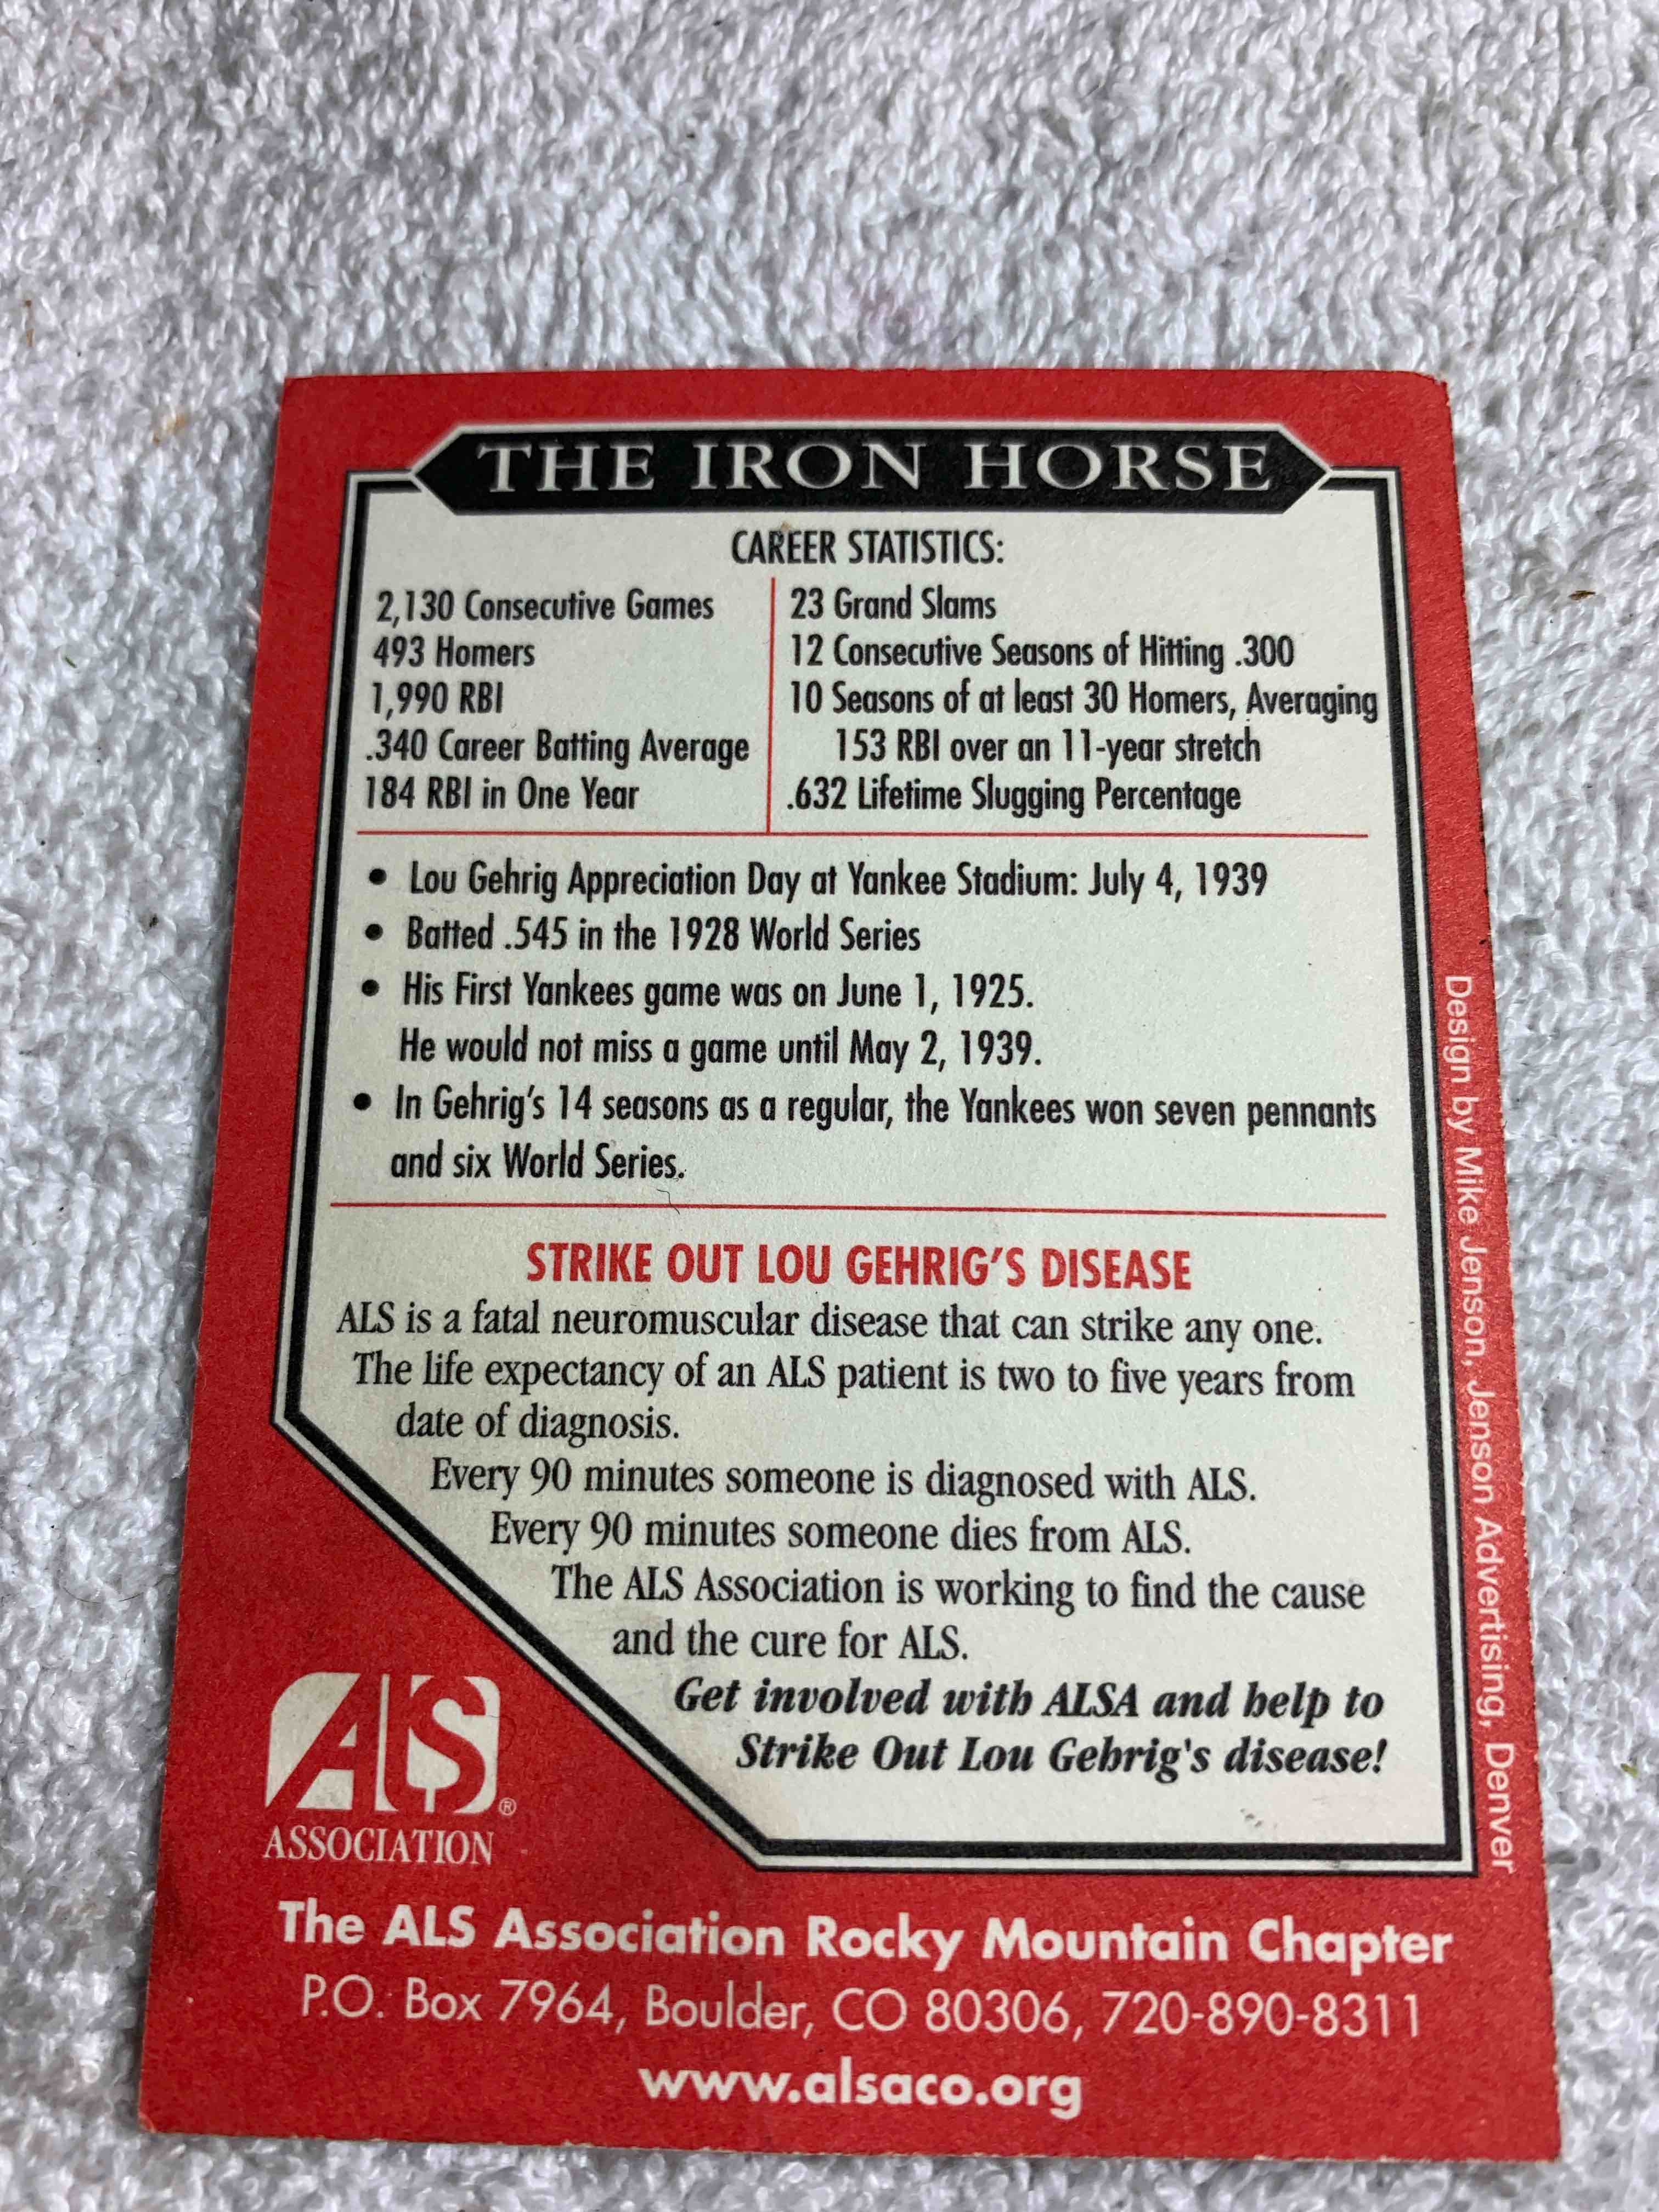 THE IRON HORSE
CAREER STATISTICS:
2,130 Consecutive Games
493 Homers
1,990 RBI
.340 Career Batting Average
184 RBI in One Year
23 Grand Slams
12 Consecutive Seasons of Hitting .300
10 Seasons of at least 30 Homers, Averaging
153 RBI over an 11-year stretch
.632 Lifetime Slugging Percentage
• Lou Gehrig Appreciation Day at Yankee Stadium: July 4, 1939
• Batted .545 in the 1928 World Series
• His First Yankees game was on June 1, 1925.
He would not miss a game until May 2, 1939.
• In Gehrig's 14 seasons as a regular, the Yankees won seven pennants
and six World Series.
STRIKE OUT LOU GEHRIG'S DISEASE
ALS is a fatal neuromuscular disease that can strike any one.
The life expectancy of an ALS patient is two to five years from
date of diagnosis.
Every 90 minutes someone is diagnosed with ALS.
Every 90 minutes someone dies from ALS.
The ALS Association is working to find the cause
and the cure for ALS.
Get involved with ALSA and help to
Strike Out Lou Gehrig's disease!
Design by Mike Jenson, Jenson Advertising, Denver
ALS®
ASSOCIATION
The ALS Association Rocky Mountain Chapter
P.O. Box 7964, Boulder, CO 80306, 720-890-8311
www.alsaco.org